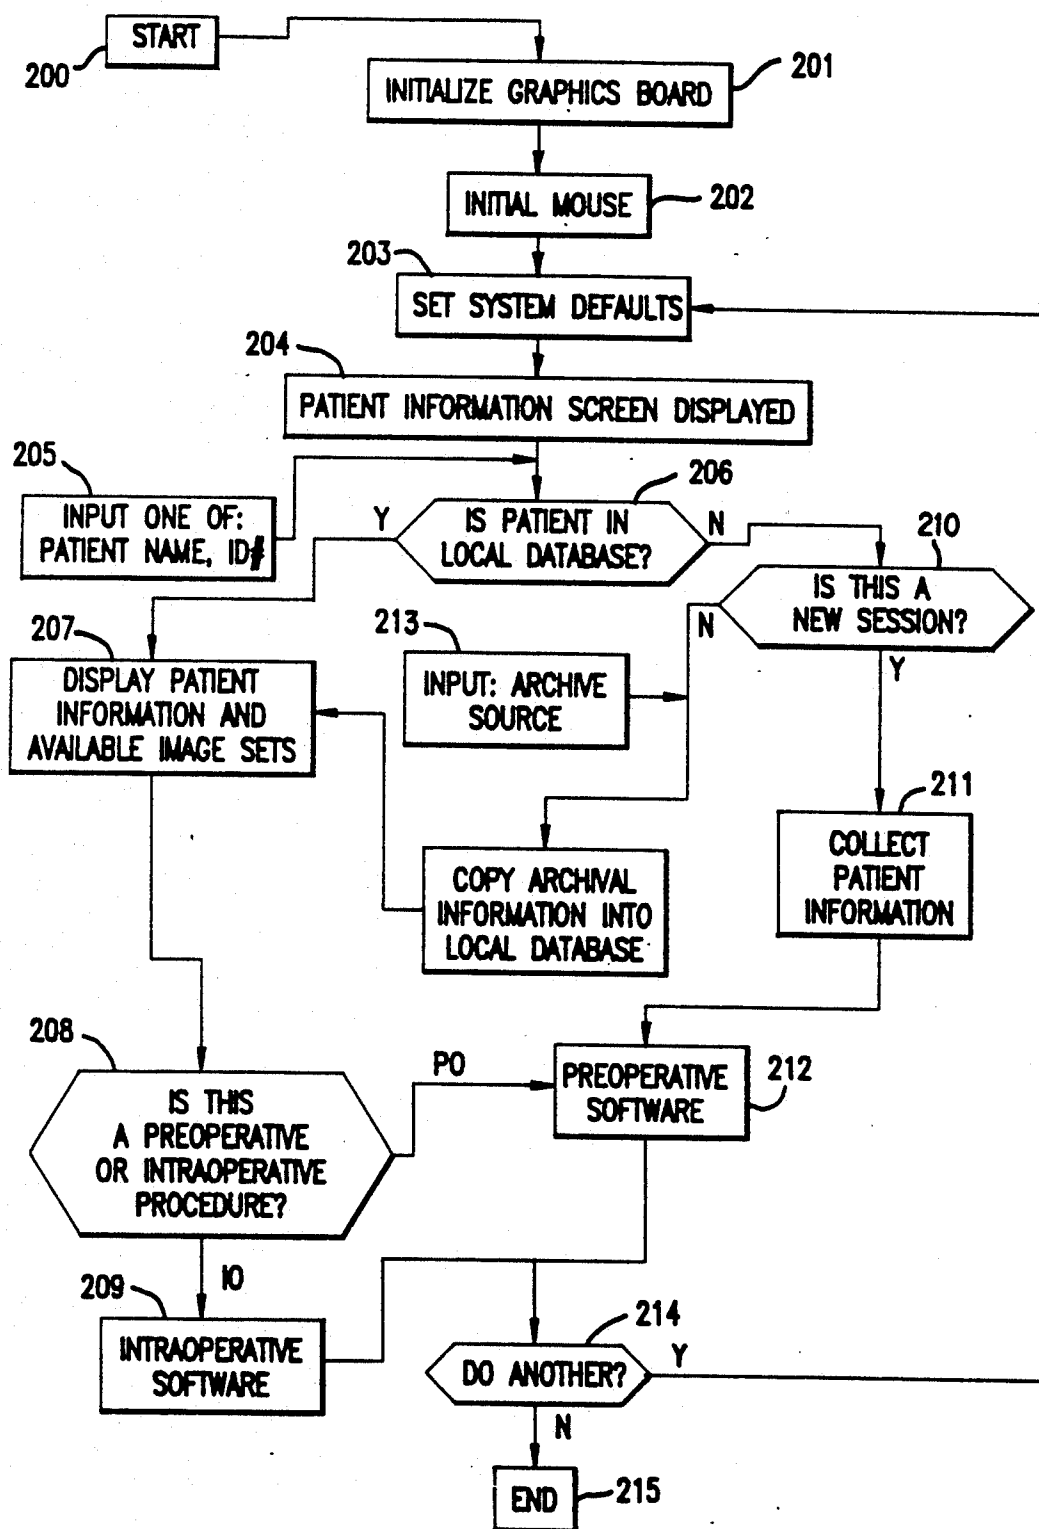 START
200
INITIALIZE GRAPHICS BOARD
201
INITIAL MOUSE
202
203
SET SYSTEM DEFAULTS
204
PATIENT INFORMATION SCREEN DISPLAYED
205
INPUT ONE OF:
PATIENT NAME, ID#
206
Y
IS PATIENT IN
LOCAL DATABASE?
N
210
IS THIS A
NEW SESSION?
N
Y
207
DISPLAY PATIENT
INFORMATION AND
AVAILABLE IMAGE SETS
213
INPUT: ARCHIVE
SOURCE
211
COLLECT
PATIENT
INFORMATION
COPY ARCHIVAL
INFORMATION INTO
LOCAL DATABASE
208
IS THIS
A PREOPERATIVE
OR INTRAOPERATIVE
PROCEDURE?
PO
PREOPERATIVE
SOFTWARE
212
IO
209
INTRAOPERATIVE
SOFTWARE
214
DO ANOTHER?
Y
N
END
215